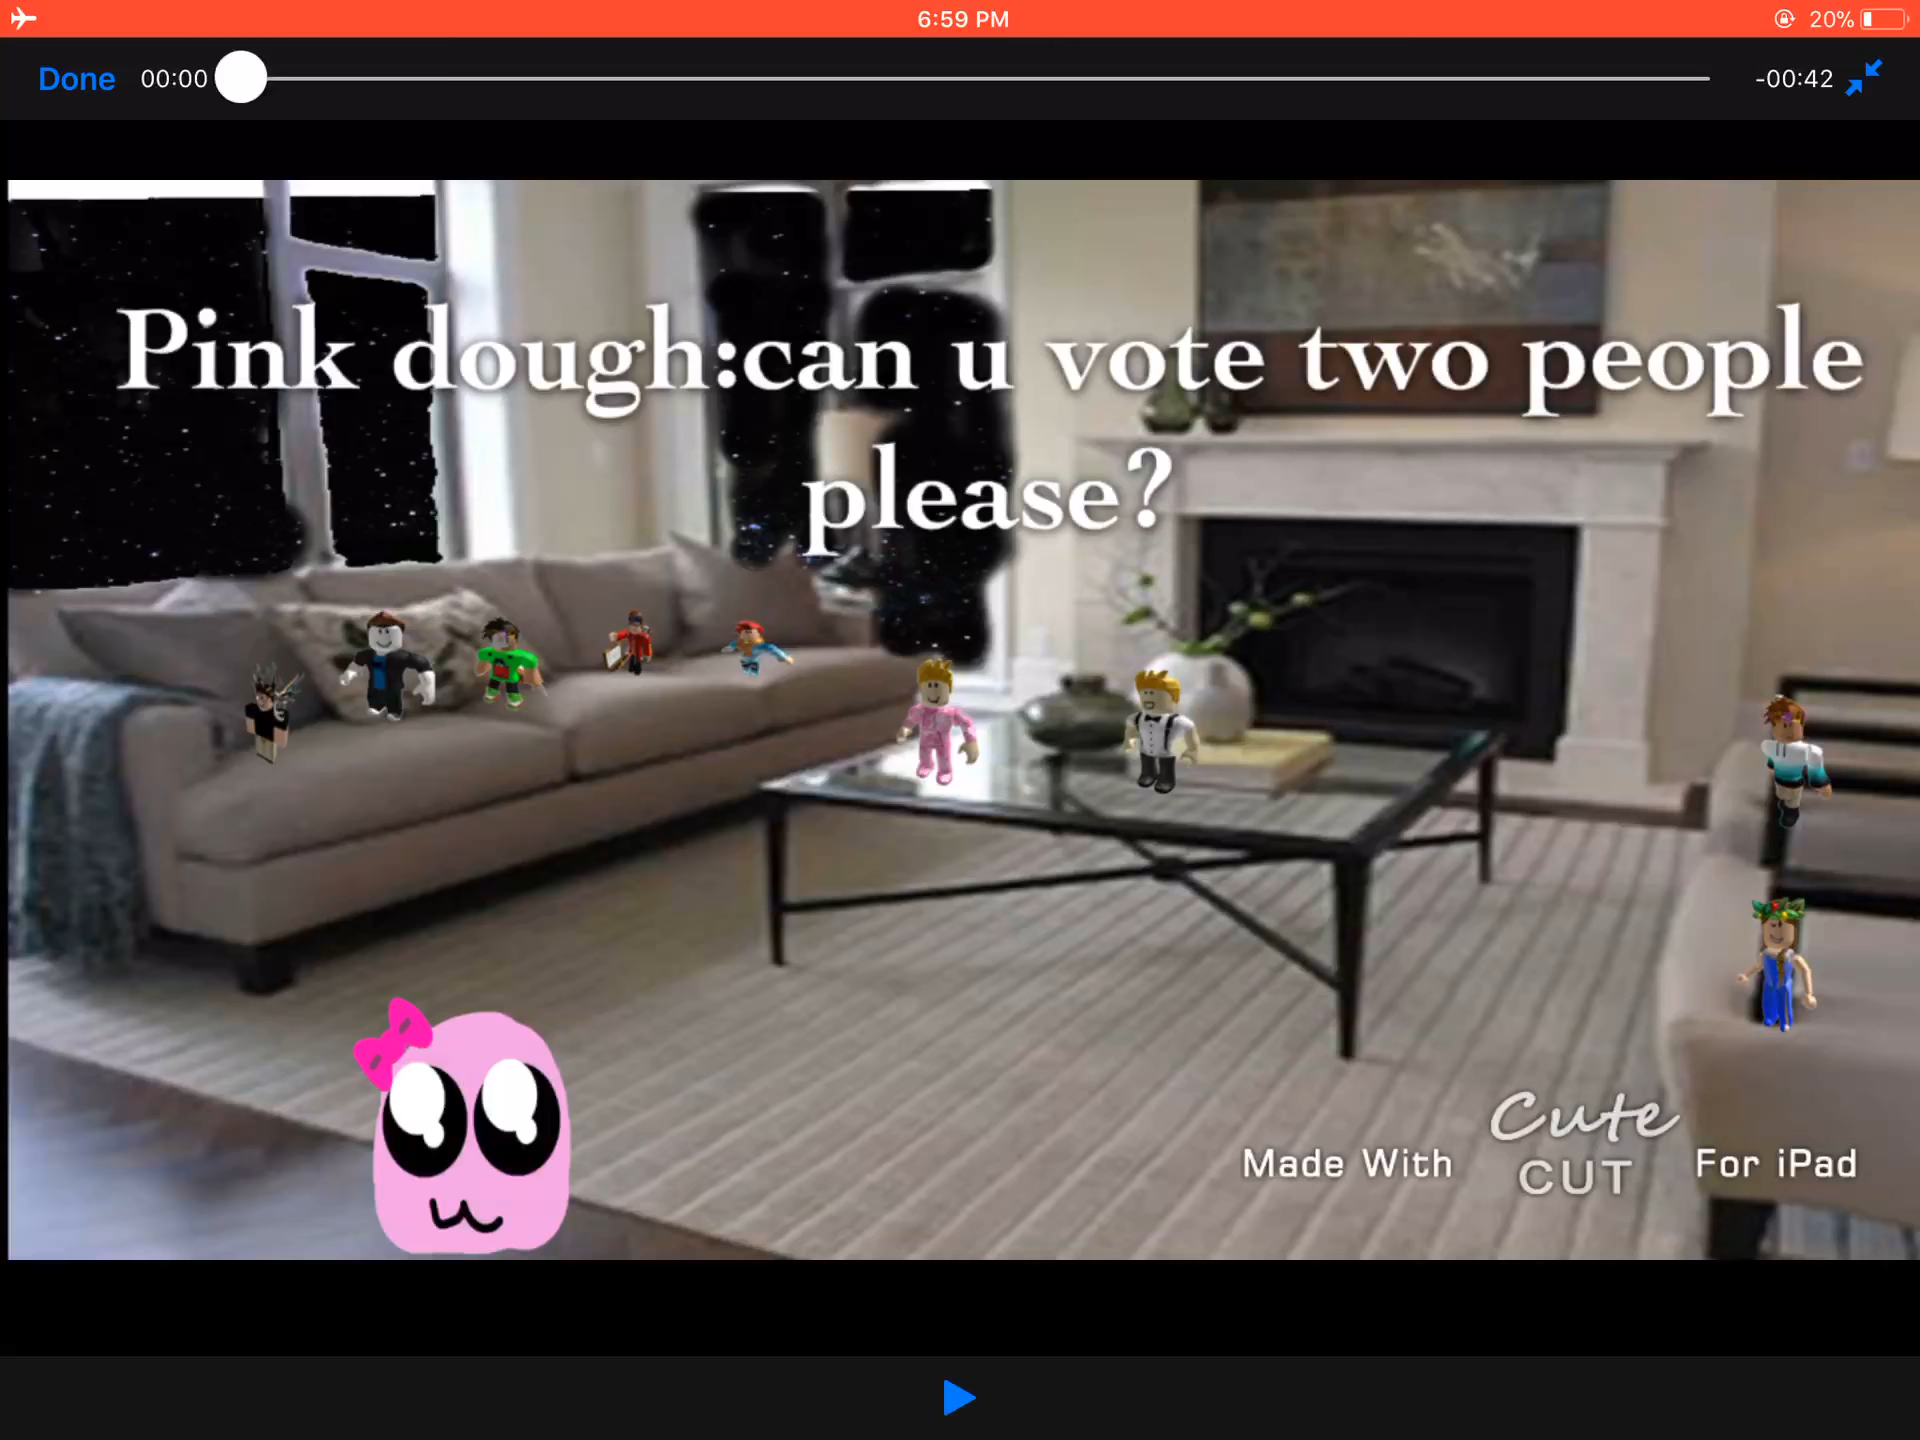 6:59 PM
20%
Done 00:00 -00:42
Pink dough:can u vote two people
please?
Made With Cute CUT For iPad